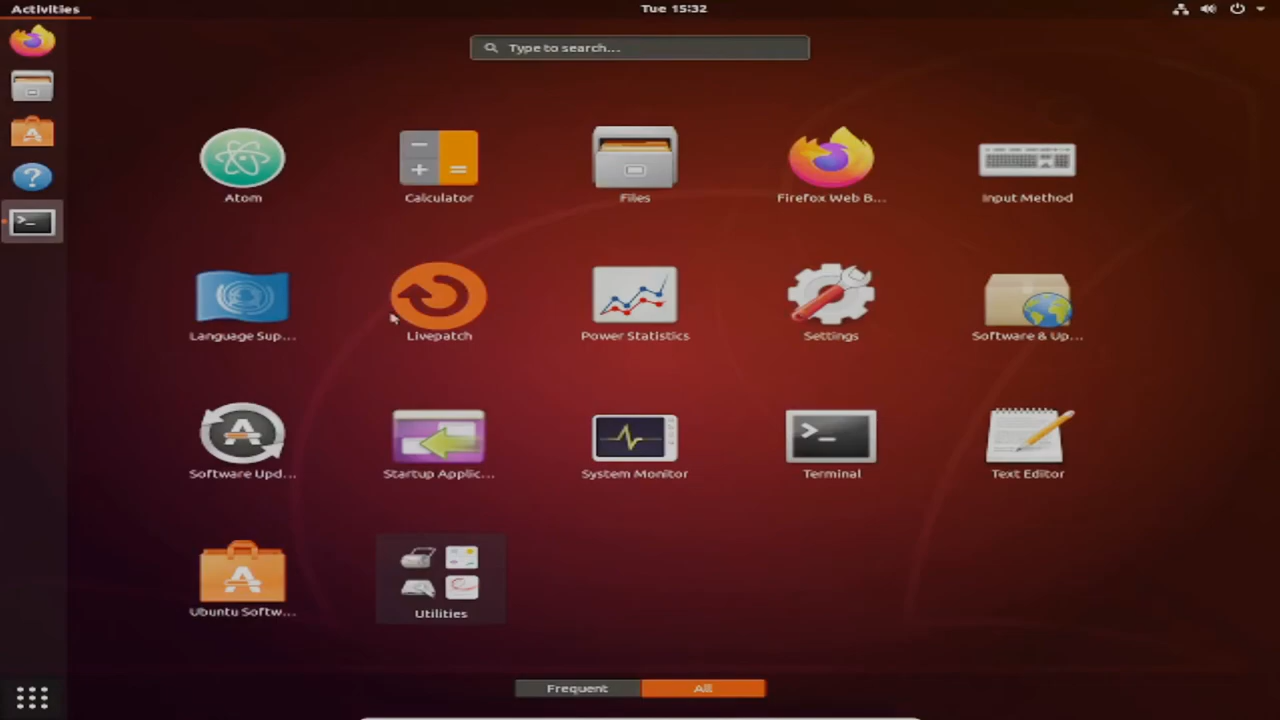 Activities
Tue 15:32
Type to search...
Atom
Calculator
Files
Firefox Web B...
Input Method
Language Sup...
Livepatch
Power Statistics
Settings
Software & Up...
Software Upd...
Startup Applic...
System Monitor
Terminal
Text Editor
Ubuntu Softw...
Utilities
Frequent
All